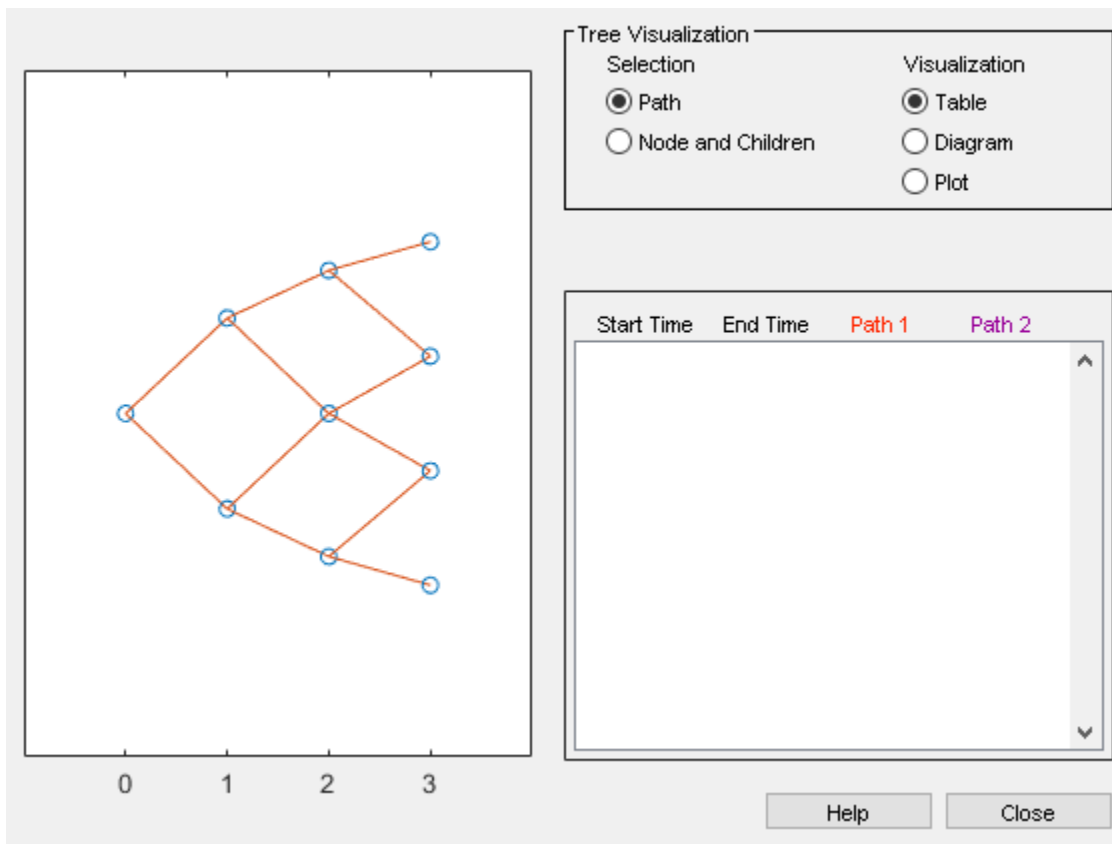 Tree Visualization
Selection Visualization
Path Table
Node and Children Diagram
Plot
Start Time End Time Path 1 Path 2
0 1 2 3
Help Close